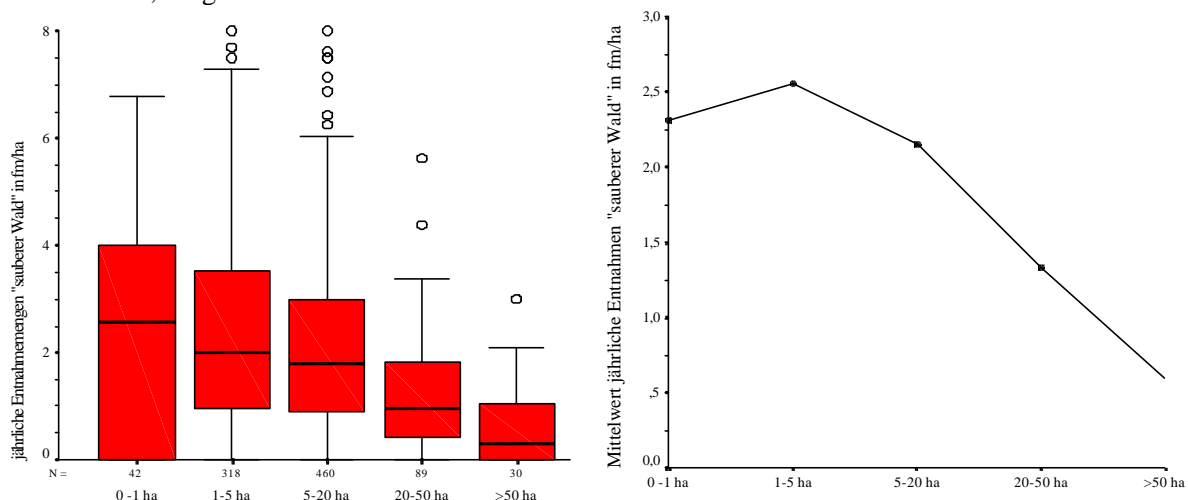 8
6
4
2
0
jährliche Entnahmemengen "sauberer Wald" in fm/ha
N =
42
318
460
89
30
0 -1 ha
1-5 ha
5-20 ha
20-50 ha
>50 ha
3,0
2,5
2,0
1,5
1,0
,5
0,0
Mittelwert jährliche Entnahmen "sauberer Wald" in fm/ha
0 -1 ha
1-5 ha
5-20 ha
20-50 ha
>50 ha